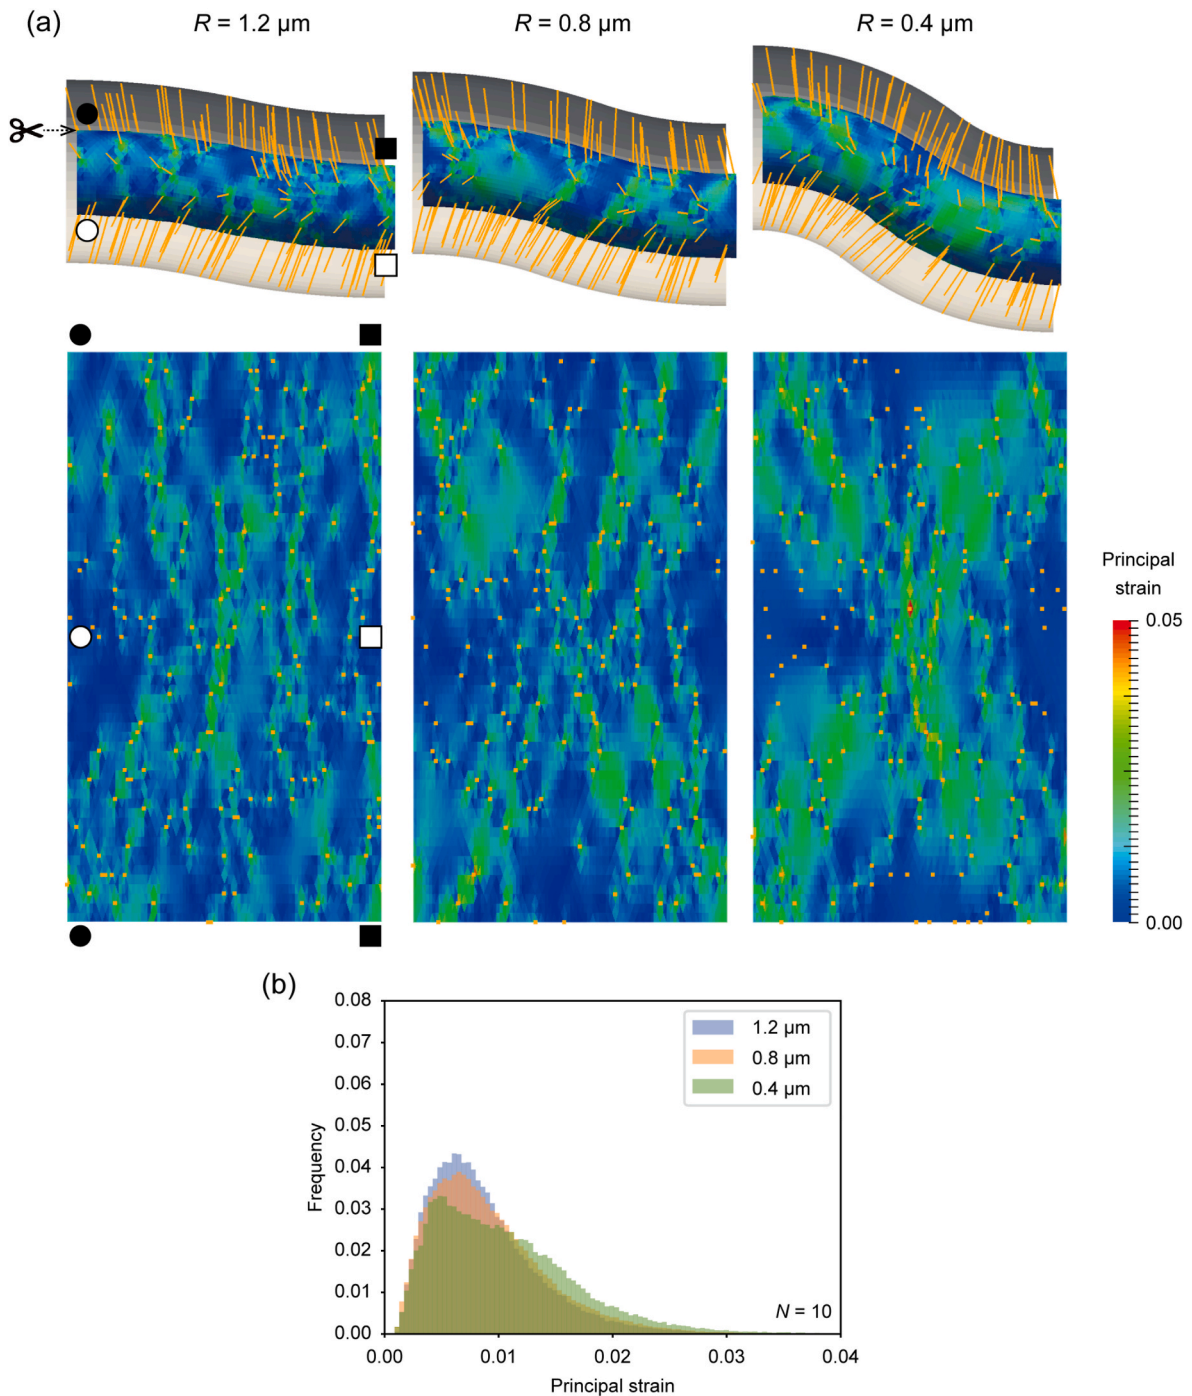 (a)
R = 1.2 µm
R = 0.8 µm
R = 0.4 µm
Principal
strain
0.05
0.00
(b)
0.08
0.07
0.06
0.05
0.04
0.03
0.02
0.01
0.00
Frequency
1.2 µm
0.8 µm
0.4 µm
N = 10
0.00
0.01
0.02
0.03
0.04
Principal strain